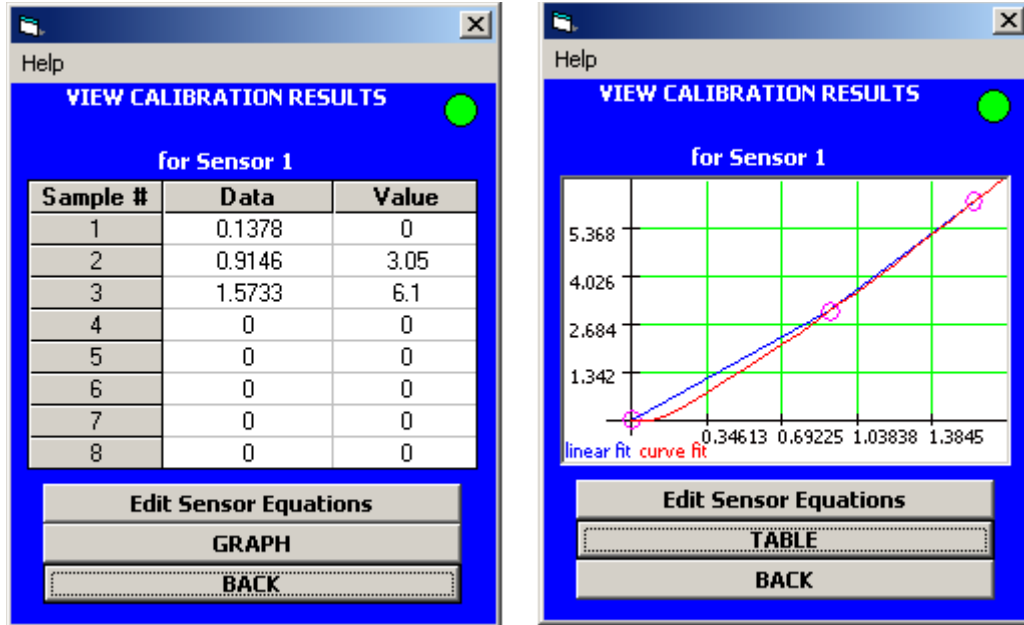 Help
VIEW CALIBRATION RESULTS
for Sensor 1
Sample # Data Value
1 0.1378 0
2 0.9146 3.05
3 1.5733 6.1
4 0 0
5 0 0
6 0 0
7 0 0
8 0 0
Edit Sensor Equations
GRAPH
BACK
Help
VIEW CALIBRATION RESULTS
for Sensor 1
5.368
4.026
2.684
1.342
0.34613 0.69225 1.03838 1.3845
linear fit curve fit
Edit Sensor Equations
TABLE
BACK